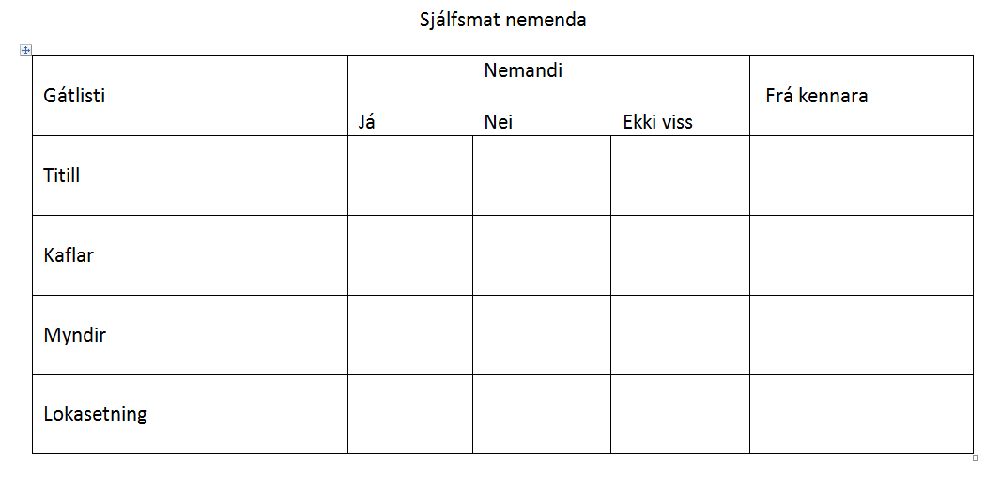 Sjálfsmat nemenda
Gátlisti
Nemandi
Já Nei Ekki viss
Frá kennara
Titill
Kaflar
Myndir
Lokasetning